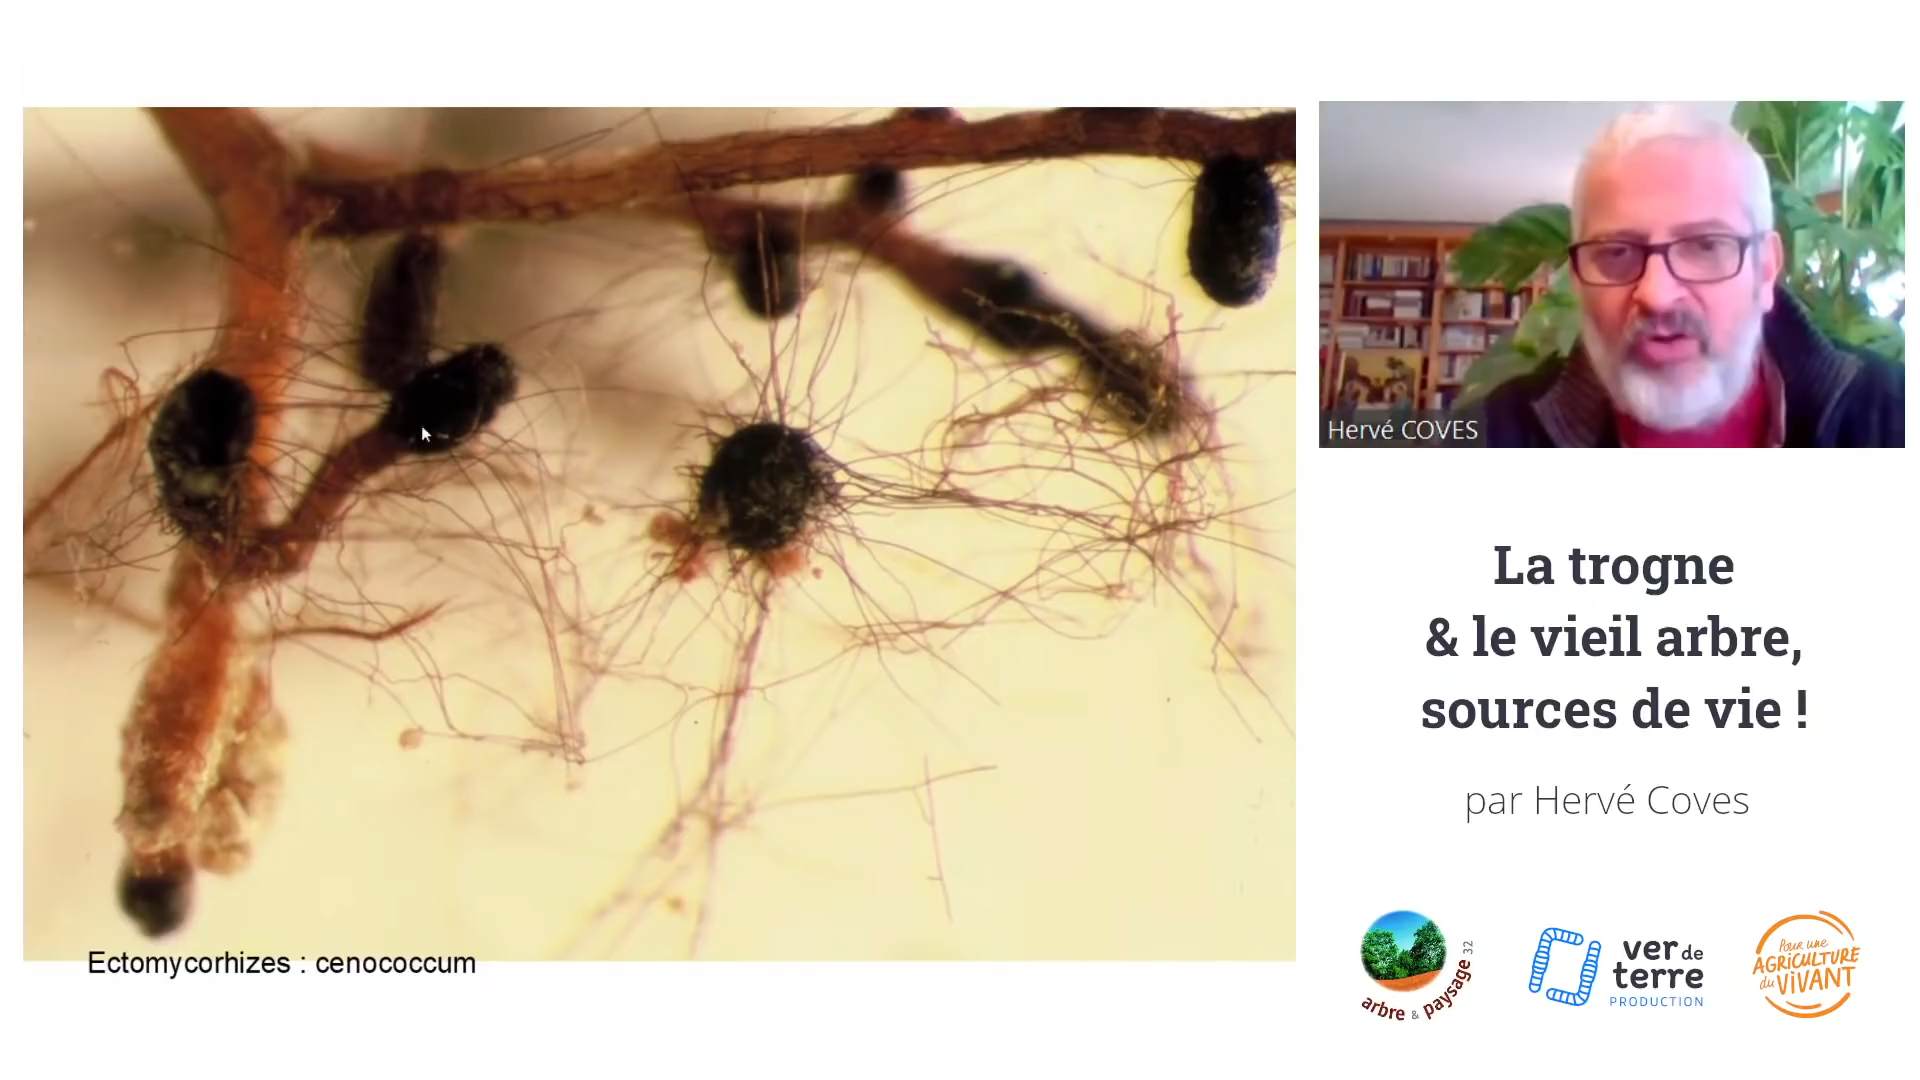 Ectomycorhizes : cenococcum
Hervé COVES
La trogne
& le vieil arbre,
sources de vie !
par Hervé Coves
arbre & paysage 32
ver de
terre
PRODUCTION
Pour une
AGRICULTURE
du VIVANT